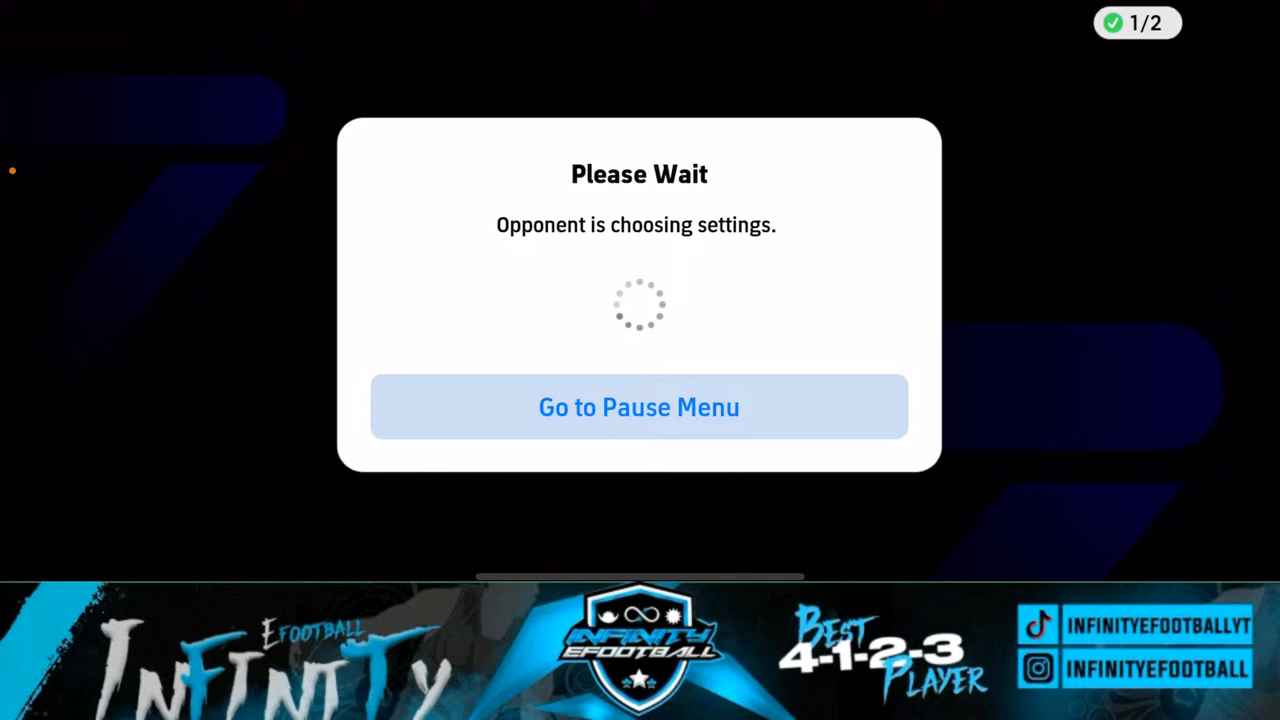 1/2
Please Wait
Opponent is choosing settings.
Go to Pause Menu
EFOOTBALL
INFINITY
INFINITY
EFOOTBALL
BEST
4-1-2-3
PLAYER
INFINITYEFOOTBALLYT
INFINITYEFOOTBALL